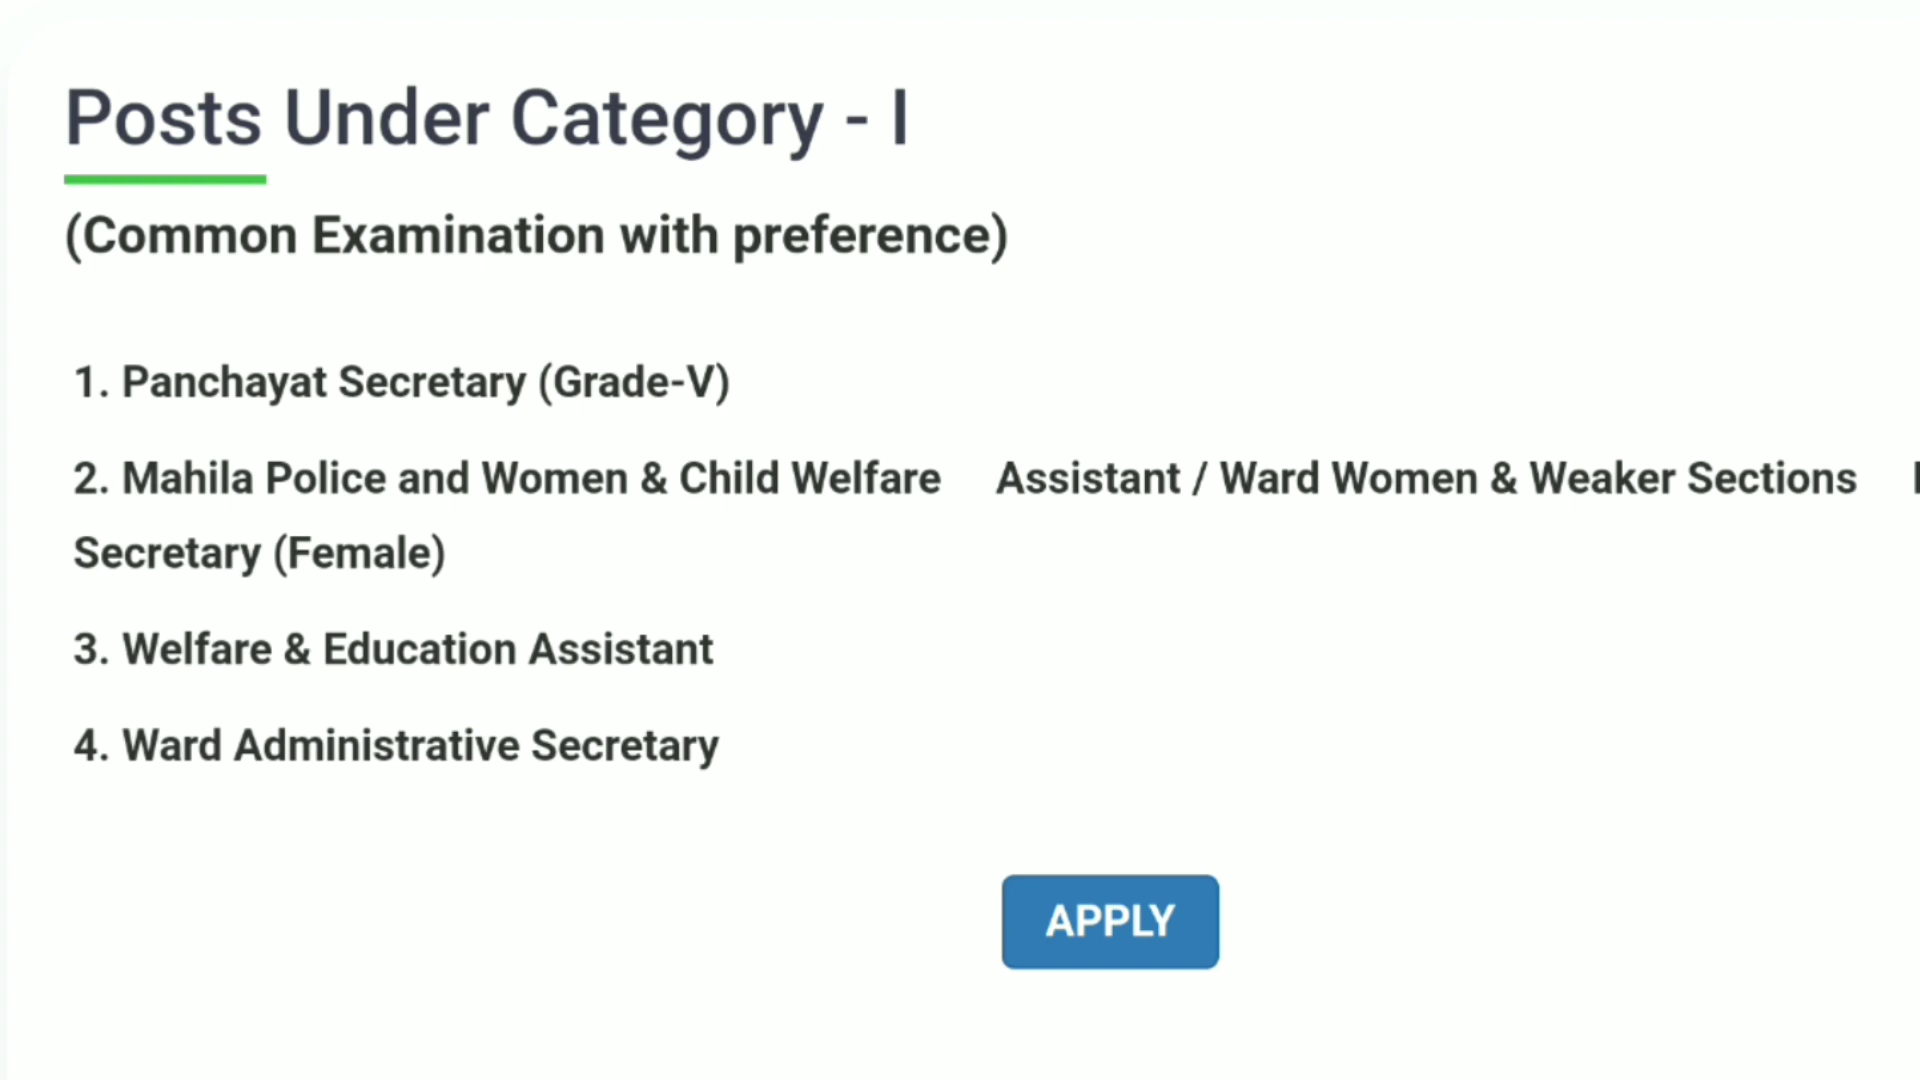 Posts Under Category - I
(Common Examination with preference)
1. Panchayat Secretary (Grade-V)
2. Mahila Police and Women & Child Welfare Assistant / Ward Women & Weaker Sections
Secretary (Female)
3. Welfare & Education Assistant
4. Ward Administrative Secretary
APPLY